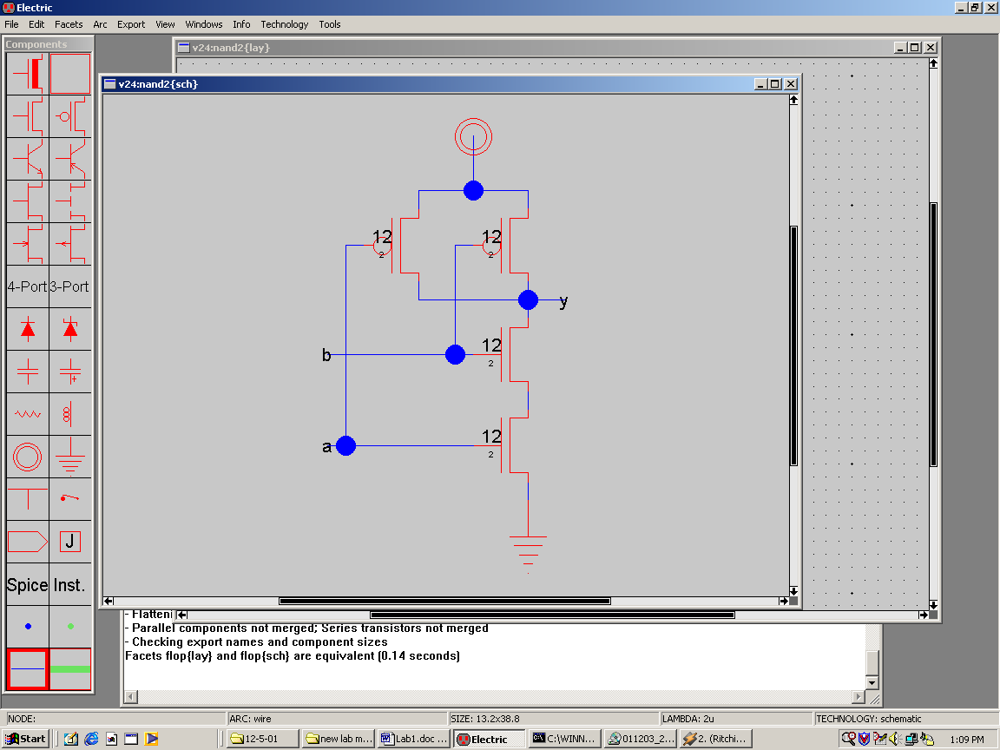 Electric
File Edit Facets Arc Export View Windows Info Technology Tools
Components
v24:nand2{lay}
v24:nand2{sch}
12 12
2 2
y
b
12
2
a
12
2
4-Port 3-Port
J
Spice Inst.
- Flatteni
- Parallel components not merged; Series transistors not merged
- Checking export names and component sizes
Facets flop{lay} and flop{sch} are equivalent (0.14 seconds)
NODE: ARC: wire SIZE: 13.2x38.8 LAMBDA: 2u TECHNOLOGY: schematic
Start 12-5-01 new lab m... Lab1.doc ... Electric C:\WINN... 011203_2... 2. (Ritchi... 1:09 PM